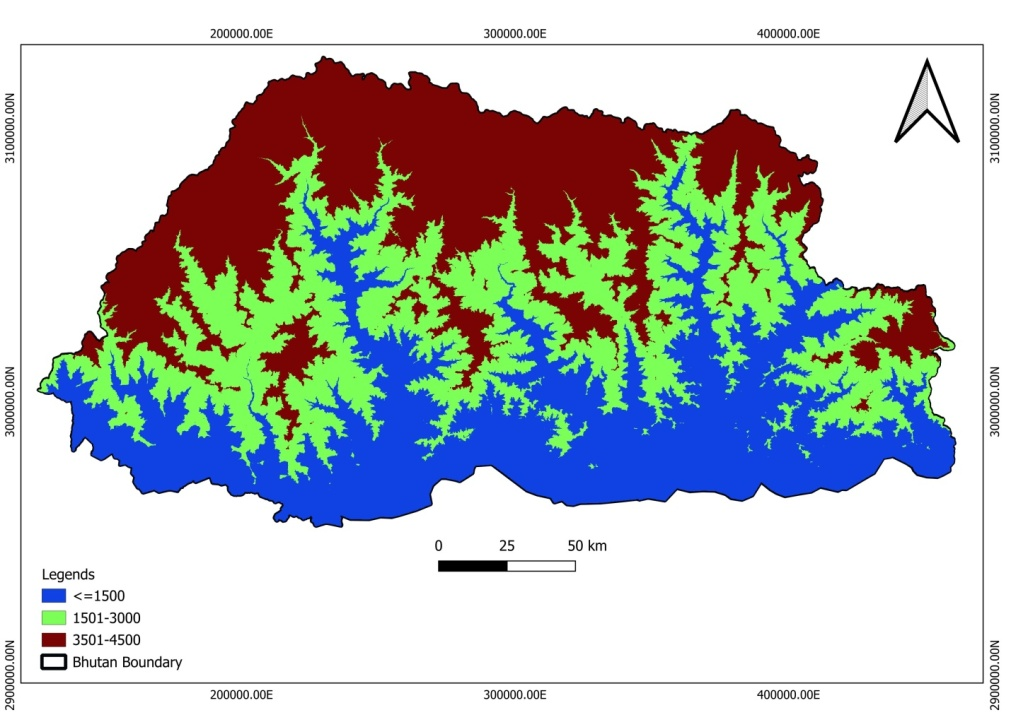 200000.00E 300000.00E 400000.00E
3100000.00N 3100000.00N
3000000.00N 3000000.00N
0 25 50 km
Legends
<=1500
1501-3000
3501-4500
Bhutan Boundary
2900000.00N 2900000.00N
200000.00E 300000.00E 400000.00E